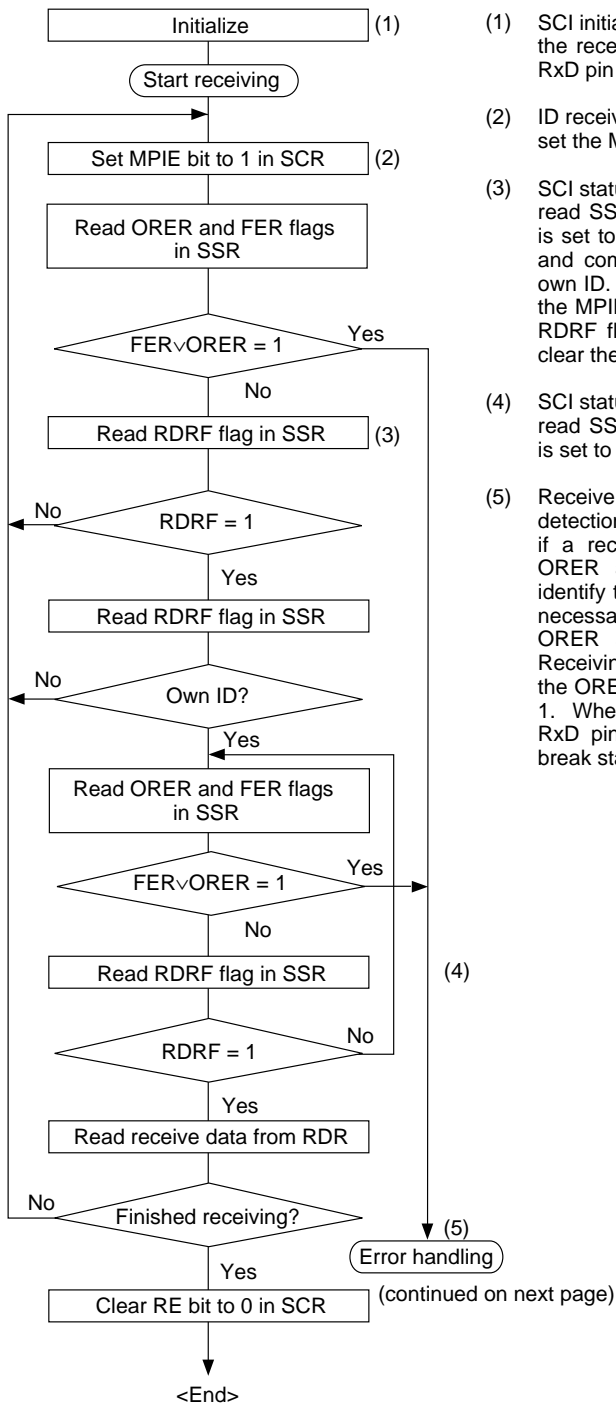 Initialize
(1)
Start receiving
Set MPIE bit to 1 in SCR
(2)
Read ORER and FER flags
in SSR
FER∨ORER = 1
Yes
No
Read RDRF flag in SSR
(3)
RDRF = 1
No
Yes
Read RDRF flag in SSR
Own ID?
No
Yes
Read ORER and FER flags
in SSR
FER∨ORER = 1
Yes
No
Read RDRF flag in SSR
(4)
RDRF = 1
No
Yes
Read receive data from RDR
Finished receiving?
No
Yes
(5)
Error handling
Clear RE bit to 0 in SCR
(continued on next page)
<End>
(1) SCI initia
the rece
RxD pin
(2) ID receiv
set the M
(3) SCI statu
read SS
is set to
and com
own ID.
the MPIE
RDRF fl
clear the
(4) SCI statu
read SS
is set to
(5) Receive
detection
if a rec
ORER
identify t
necessa
ORER
Receivin
the ORE
1. Whe
RxD pin
break sta